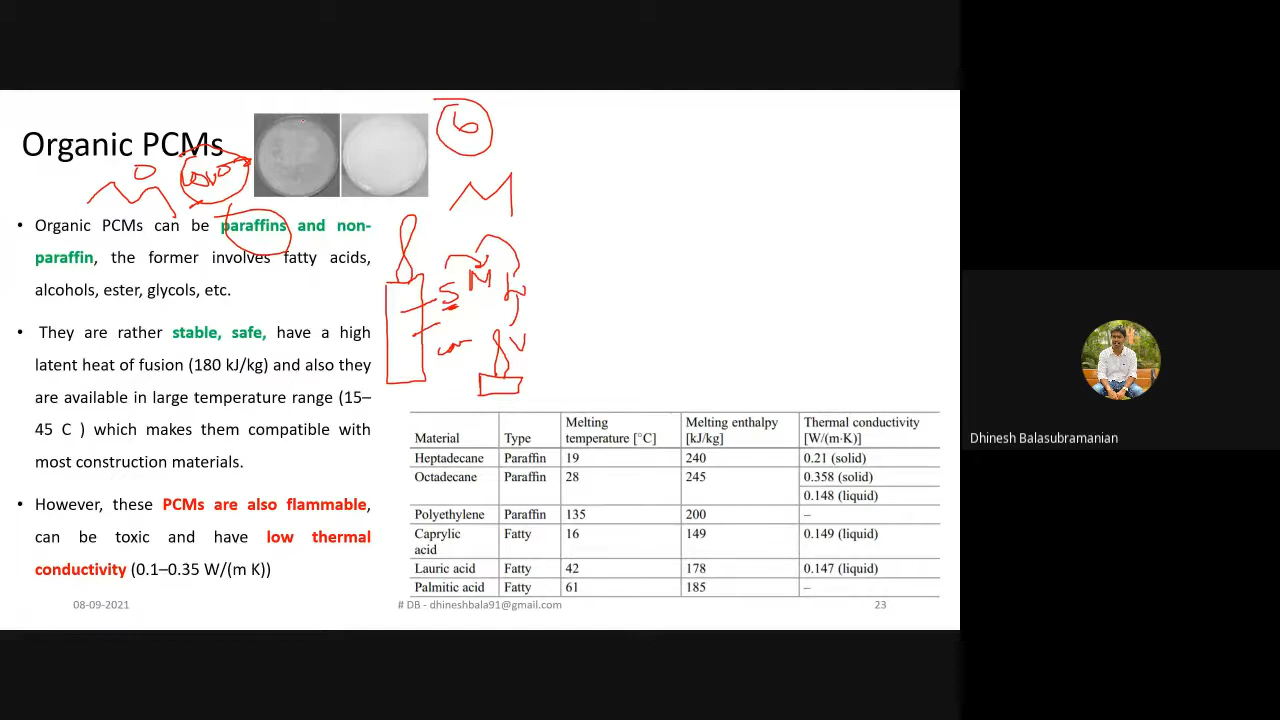 Organic PCMs
6
M
• Organic PCMs can be paraffins and non-
paraffin, the former involves fatty acids,
alcohols, ester, glycols, etc.
S M L
V
• They are rather stable, safe, have a high
latent heat of fusion (180 kJ/kg) and also they
are available in large temperature range (15–
45 C ) which makes them compatible with
most construction materials.
• However, these PCMs are also flammable,
can be toxic and have low thermal
conductivity (0.1–0.35 W/(m K))
Material Type Melting temperature [°C] Melting enthalpy [kJ/kg] Thermal conductivity [W/(m·K)]
Heptadecane Paraffin 19 240 0.21 (solid)
Octadecane Paraffin 28 245 0.358 (solid)
0.148 (liquid)
Polyethylene Paraffin 135 200 –
Caprylic acid Fatty 16 149 0.149 (liquid)
Lauric acid Fatty 42 178 0.147 (liquid)
Palmitic acid Fatty 61 185 –
08-09-2021 # DB - dhineshbala91@gmail.com 23
Dhinesh Balasubramanian